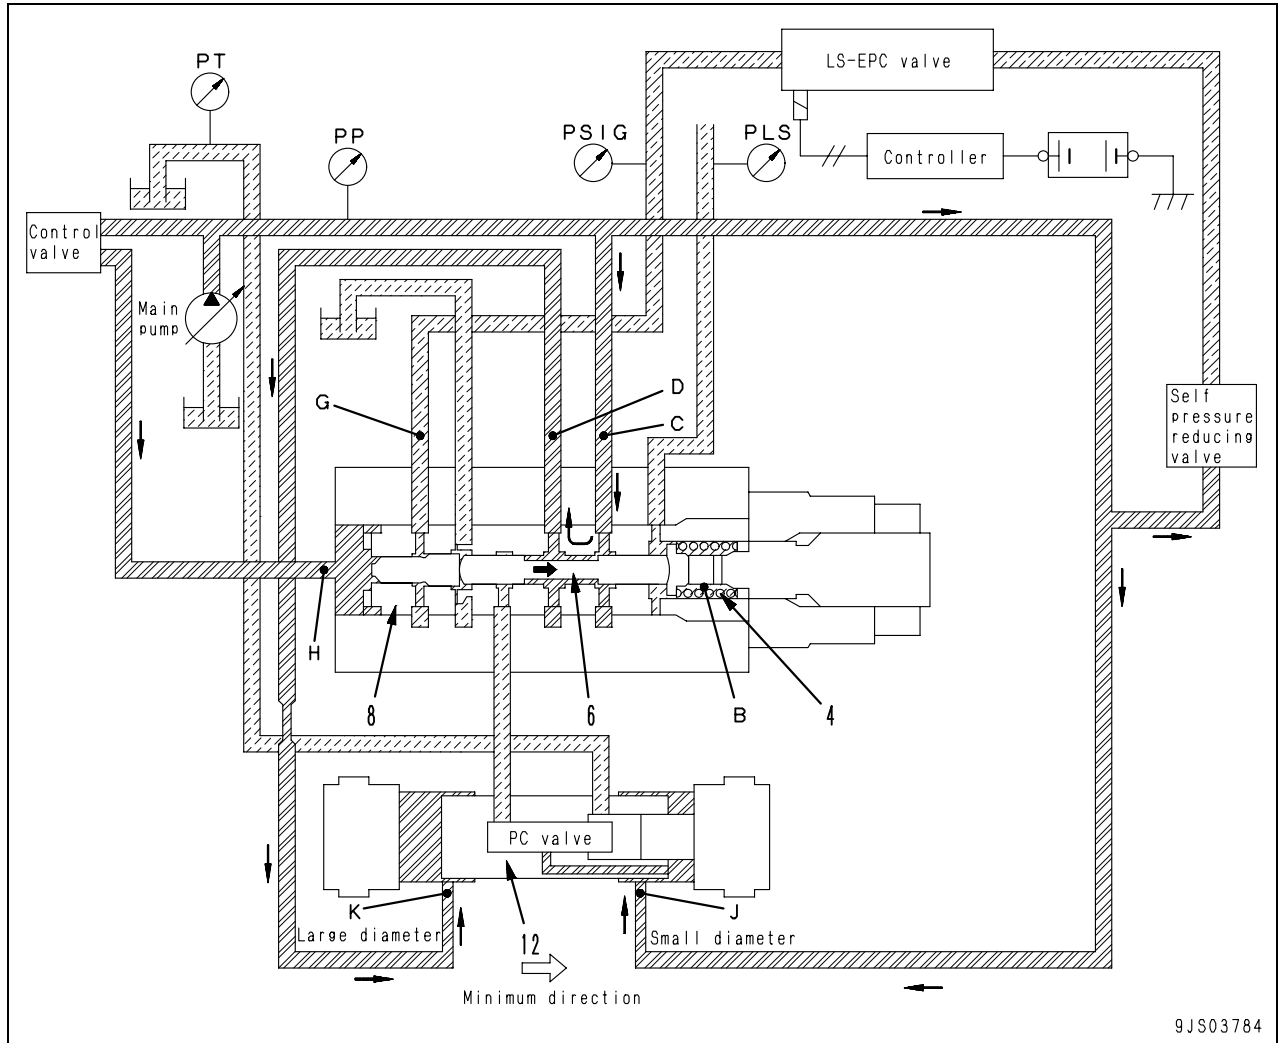 PT
LS-EPC valve
PP
PSIG
PLS
Controller
Control
valve
Main
pump
D
G
C
Self
pressure
reducing
valve
H
8
6
B
4
PC valve
K
J
Large diameter
12
Small diameter
Minimum direction
9JS03784